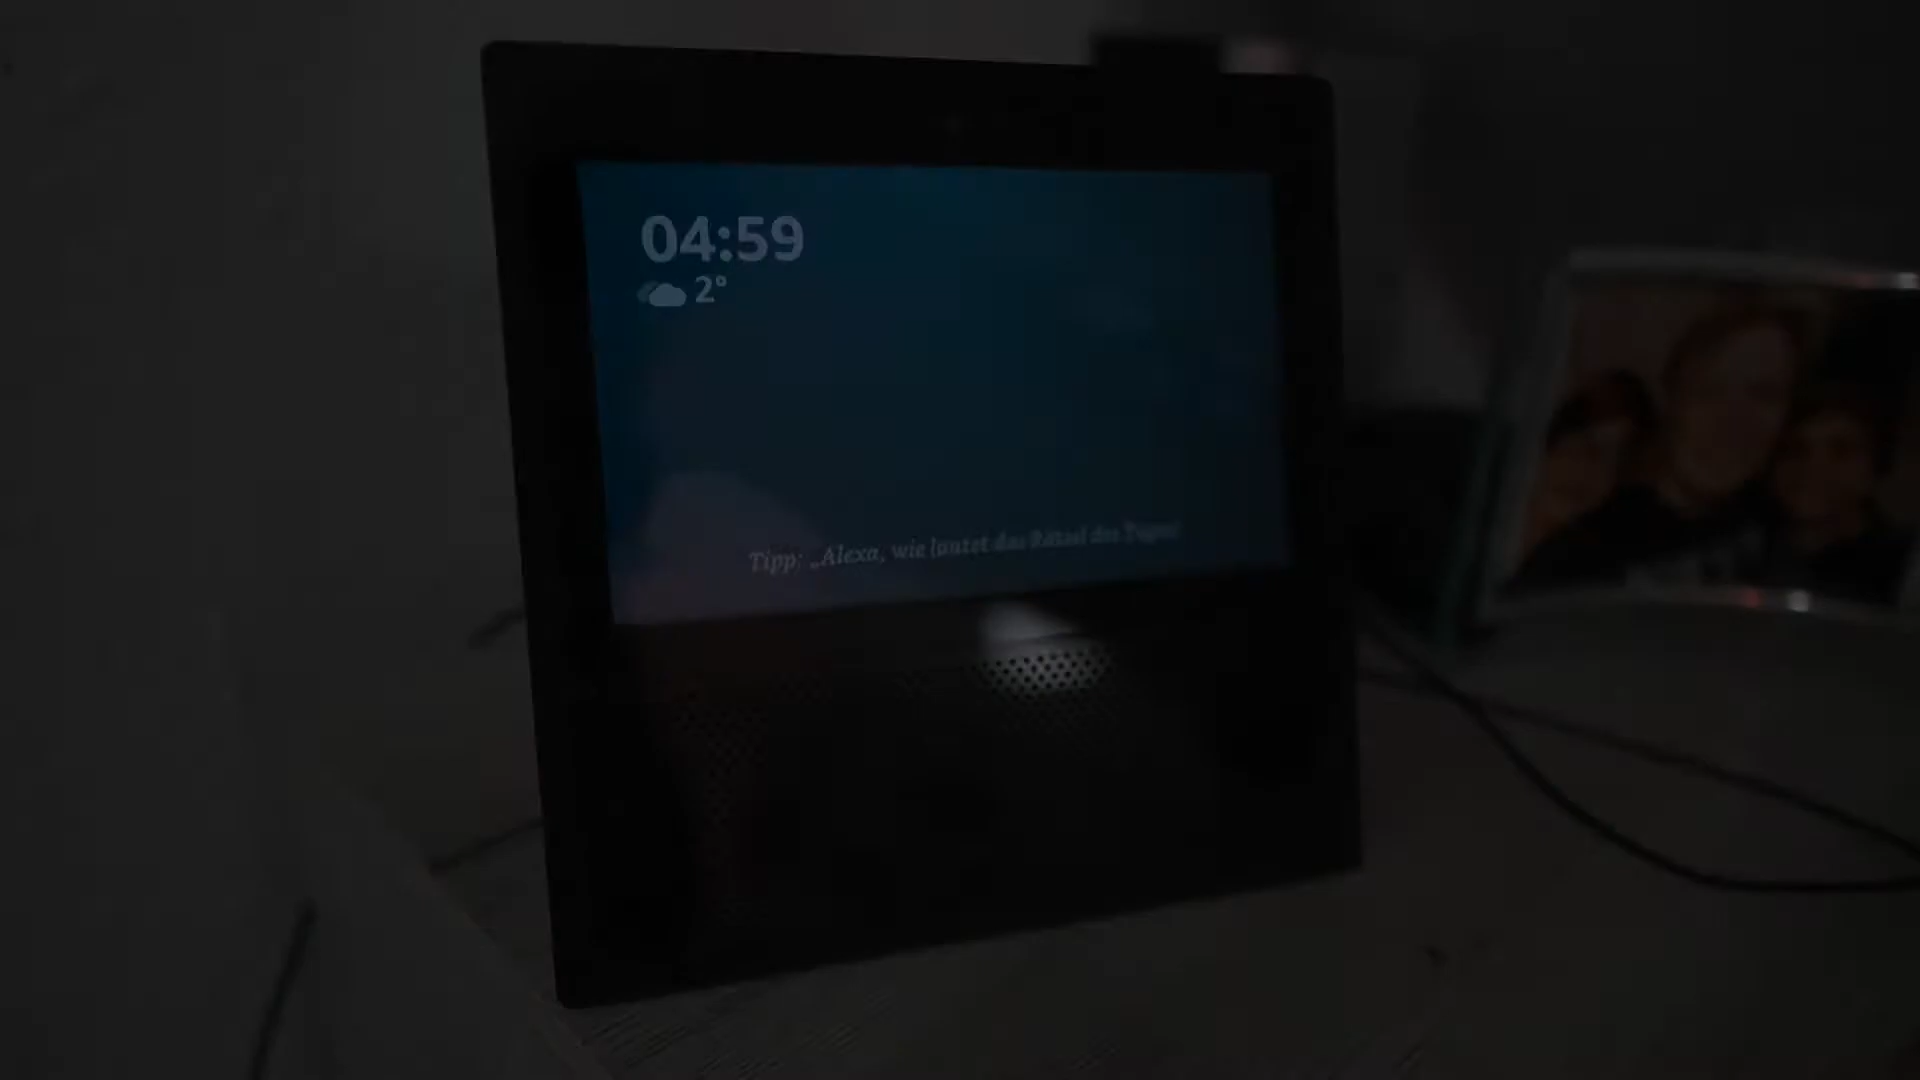 04:59
2°
Tipp: „Alexa, wie lautet das Rätsel des Tages